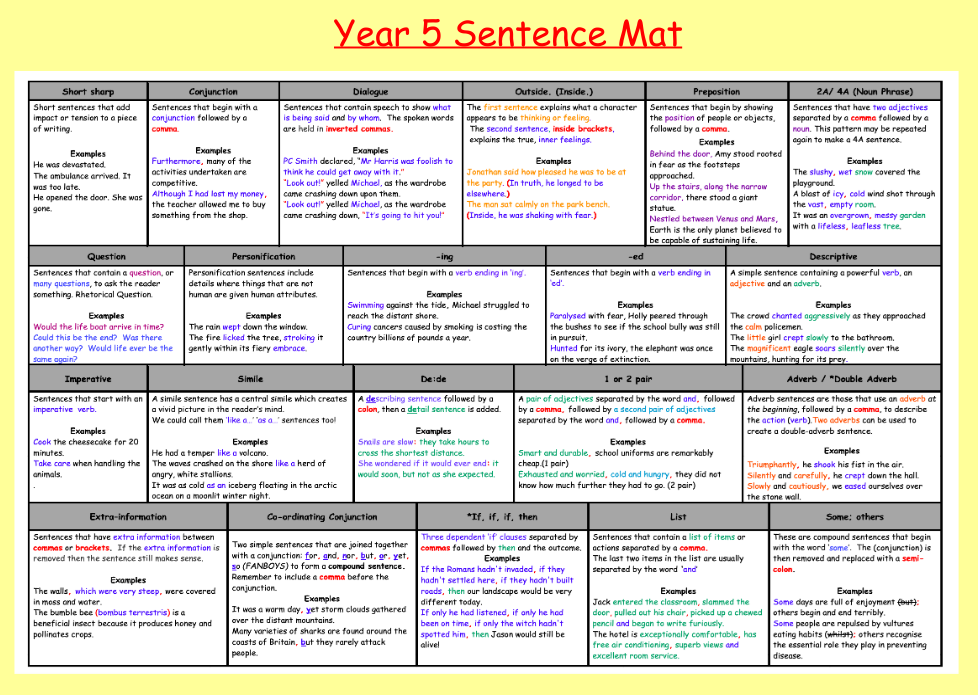 Year 5 Sentence Mat
Short sharp
Short sentences that add
impact or tension to a piece
of writing.
Examples
He was devastated.
The ambulance arrived. It
was too late.
He opened the door. She was
gone.
Conjunction
Sentences that begin with a
conjunction followed by a
comma.
Examples
Furthermore, many of the
activities undertaken are
competitive.
Although I had lost my money,
the teacher allowed me to buy
something from the shop.
Dialogue
Sentences that contain speech to show what
is being said and by whom. The spoken words
are held in inverted commas.
Examples
PC Smith declared, "Mr Harris was foolish to
think he could get away with it."
"Look out!" yelled Michael, as the wardrobe
came crashing down upon them.
"Look out!" yelled Michael, as the wardrobe
came crashing down, "It's going to hit you!"
Outside. (Inside.)
The first sentence explains what a character
appears to be thinking or feeling.
The second sentence, inside brackets,
explains the true, inner feelings.
Examples
Jonathan said how pleased he was to be at
the party. (In truth, he longed to be
elsewhere.)
The man sat calmly on the park bench.
(Inside, he was shaking with fear.)
Preposition
Sentences that begin by showing
the position of people or objects,
followed by a comma.
Examples
Behind the door, Amy stood rooted
in fear as the footsteps
approached.
Up the stairs, along the narrow
corridor, there stood a giant
statue.
Nestled between Venus and Mars,
Earth is the only planet believed to
be capable of sustaining life.
2A/ 4A (Noun Phrase)
Sentences that have two adjectives
separated by a comma followed by a
noun. This pattern may be repeated
again to make a 4A sentence.
Examples
The slushy, wet snow covered the
playground.
A blast of icy, cold wind shot through
the vast, empty room.
It was an overgrown, messy garden
with a lifeless, leafless tree.
Question
Sentences that contain a question, or
many questions, to ask the reader
something. Rhetorical Question.
Examples
Would the life boat arrive in time?
Could this be the end? Was there
another way? Would life ever be the
same again?
Personification
Personification sentences include
details where things that are not
human are given human attributes.
Examples
The rain wept down the window.
The fire licked the tree, stroking it
gently within its fiery embrace.
-ing
Sentences that begin with a verb ending in 'ing'.
Examples
Swimming against the tide, Michael struggled to
reach the distant shore.
Curing cancers caused by smoking is costing the
country billions of pounds a year.
-ed
Sentences that begin with a verb ending in
'ed'.
Examples
Paralysed with fear, Holly peered through
the bushes to see if the school bully was still
in pursuit.
Hunted for its ivory, the elephant was once
on the verge of extinction.
Descriptive
A simple sentence containing a powerful verb, an
adjective and an adverb.
Examples
The crowd chanted aggressively as they approached
the calm policemen.
The little girl crept slowly to the bathroom.
The magnificent eagle soars silently over the
mountains, hunting for its prey.
Imperative
Sentences that start with an
imperative verb.
Examples
Cook the cheesecake for 20
minutes.
Take care when handling the
animals.
.
Simile
A simile sentence has a central simile which creates
a vivid picture in the reader's mind.
We could call them 'like a...' 'as a...' sentences too!
Examples
He had a temper like a volcano.
The waves crashed on the shore like a herd of
angry, white stallions.
It was as cold as an iceberg floating in the arctic
ocean on a moonlit winter night.
De:de
A describing sentence followed by a
colon, then a detail sentence is added.
Examples
Snails are slow: they take hours to
cross the shortest distance.
She wondered if it would ever end: it
would soon, but not as she expected.
1 or 2 pair
A pair of adjectives separated by the word and, followed
by a comma, followed by a second pair of adjectives
separated by the word and, followed by a comma.
Examples
Smart and durable, school uniforms are remarkably
cheap.(1 pair)
Exhausted and worried, cold and hungry, they did not
know how much further they had to go. (2 pair)
Adverb / *Double Adverb
Adverb sentences are those that use an adverb at
the beginning, followed by a comma, to describe
the action (verb).Two adverbs can be used to
create a double-adverb sentence.
Examples
Triumphantly, he shook his fist in the air.
Silently and carefully, he crept down the hall.
Slowly and cautiously, we eased ourselves over
the stone wall.
Extra-information
Sentences that have extra information between
commas or brackets. If the extra information is
removed then the sentence still makes sense.
Examples
The walls, which were very steep, were covered
in moss and water.
The bumble bee (bombus terrestris) is a
beneficial insect because it produces honey and
pollinates crops.
Co-ordinating Conjunction
Two simple sentences that are joined together
with a conjunction: for, and, nor, but, or, yet,
so (FANBOYS) to form a compound sentence.
Remember to include a comma before the
conjunction.
Examples
It was a warm day, yet storm clouds gathered
over the distant mountains.
Many varieties of sharks are found around the
coasts of Britain, but they rarely attack
people.
*If, if, if, then
Three dependent 'if' clauses separated by
commas followed by then and the outcome.
Examples
If the Romans hadn't invaded, if they
hadn't settled here, if they hadn't built
roads, then our landscape would be very
different today.
If only he had listened, if only he had
been on time, if only the witch hadn't
spotted him, then Jason would still be
alive!
List
Sentences that contain a list of items or
actions separated by a comma.
The last two items in the list are usually
separated by the word 'and'
Examples
Jack entered the classroom, slammed the
door, pulled out his chair, picked up a chewed
pencil and began to write furiously.
The hotel is exceptionally comfortable, has
free air conditioning, superb views and
excellent room service.
Some; others
These are compound sentences that begin
with the word 'some'. The (conjunction) is
then removed and replaced with a semi-
colon.
Examples
Some days are full of enjoyment (but);
others begin and end terribly.
Some people are repulsed by vultures
eating habits (whilst); others recognise
the essential role they play in preventing
disease.